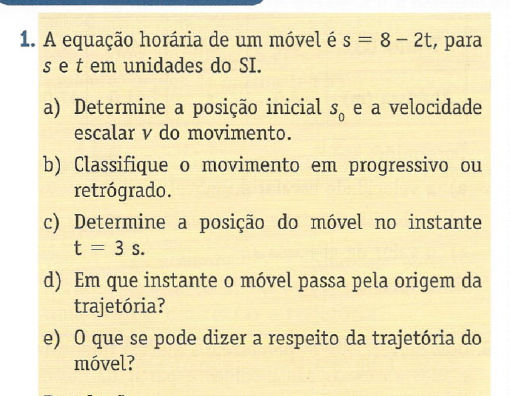 1. A equação horária de um móvel é s = 8 – 2t, para
s e t em unidades do SI.
a) Determine a posição inicial s₀ e a velocidade
escalar v do movimento.
b) Classifique o movimento em progressivo ou
retrógrado.
c) Determine a posição do móvel no instante
t = 3 s.
d) Em que instante o móvel passa pela origem da
trajetória?
e) O que se pode dizer a respeito da trajetória do
móvel?